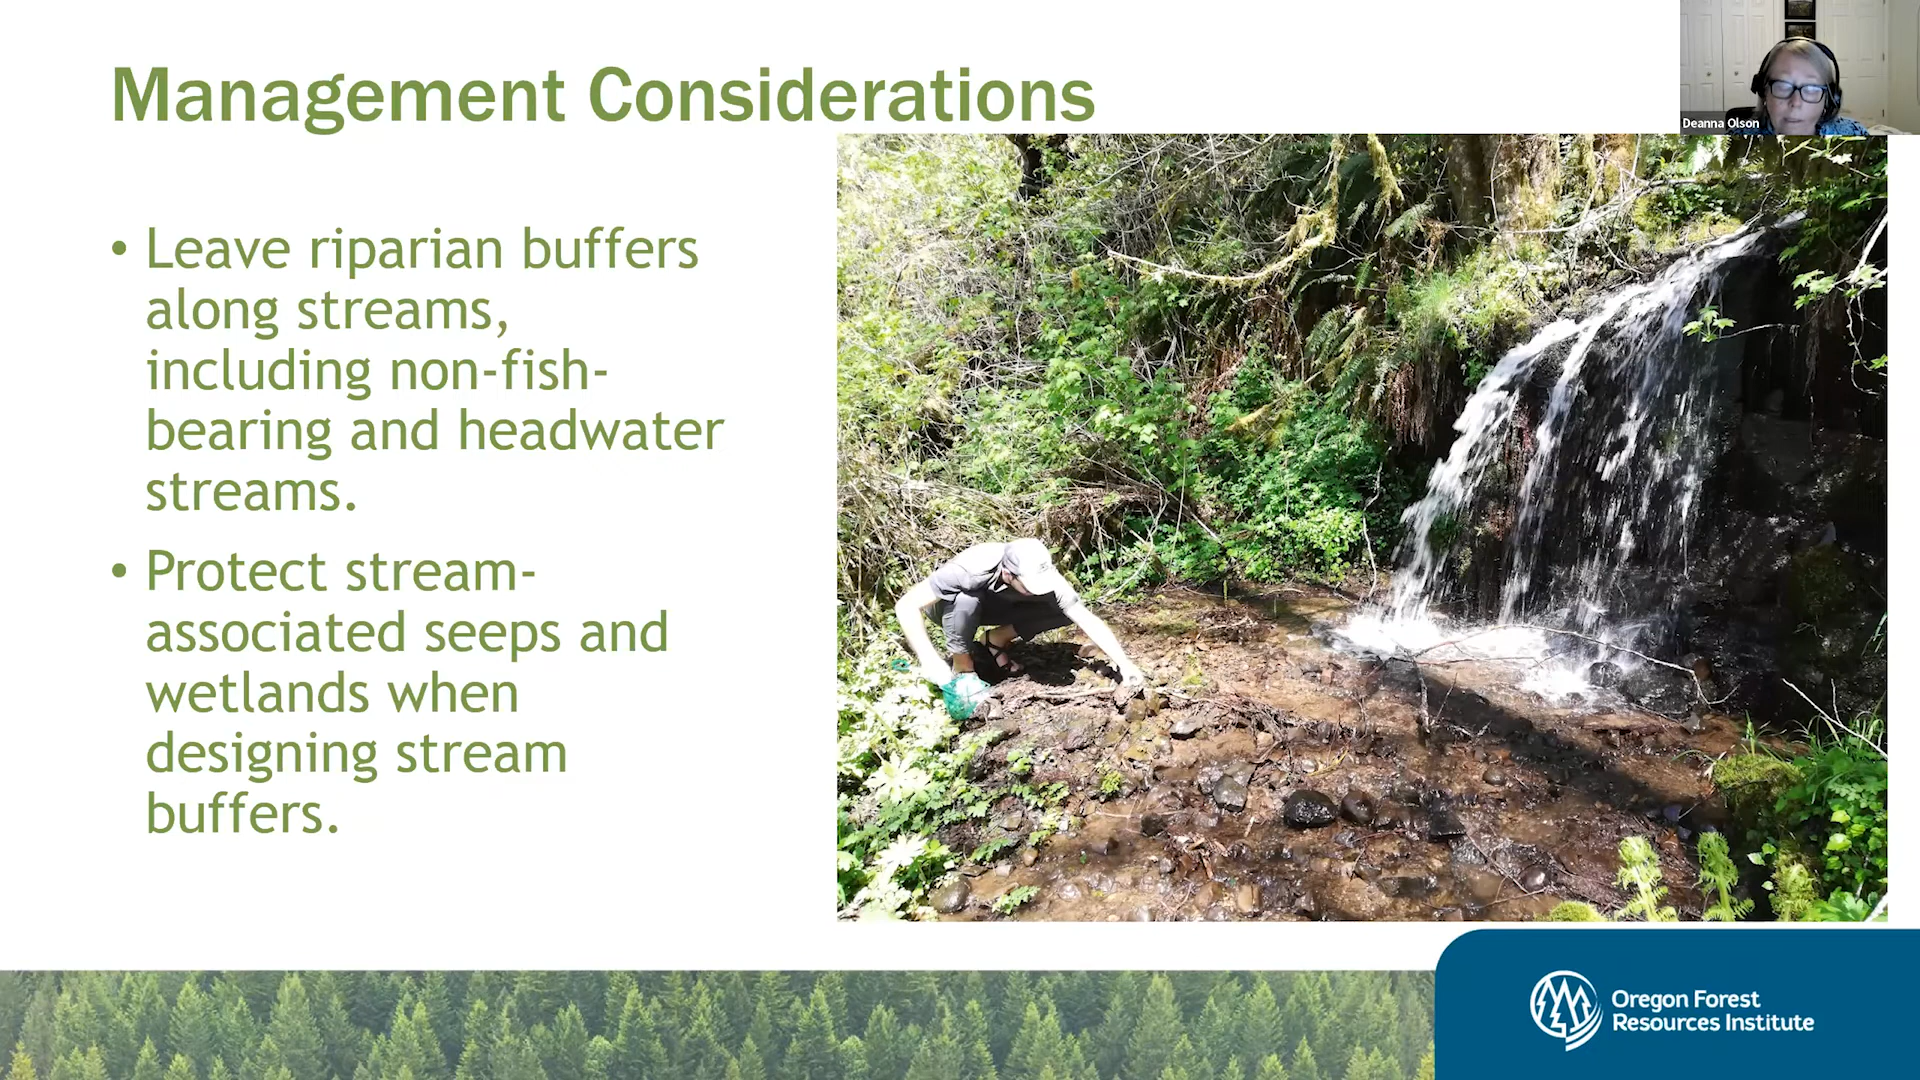 Management Considerations
Deanna Olson
• Leave riparian buffers
along streams,
including non-fish-
bearing and headwater
streams.
• Protect stream-
associated seeps and
wetlands when
designing stream
buffers.
Oregon Forest
Resources Institute